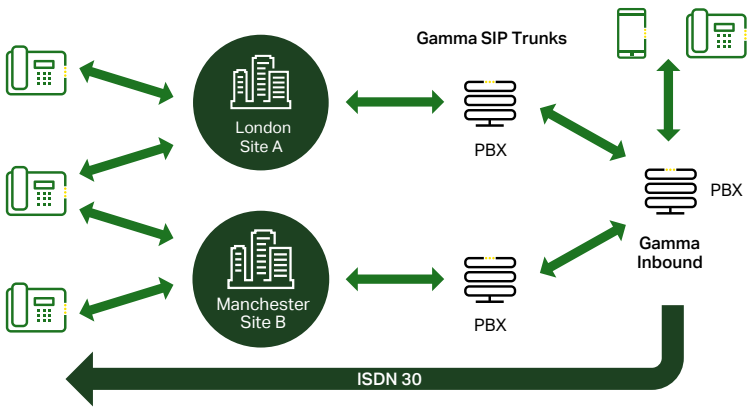 Gamma SIP Trunks
London
Site A
PBX
PBX
Gamma
Inbound
Manchester
Site B
PBX
ISDN 30